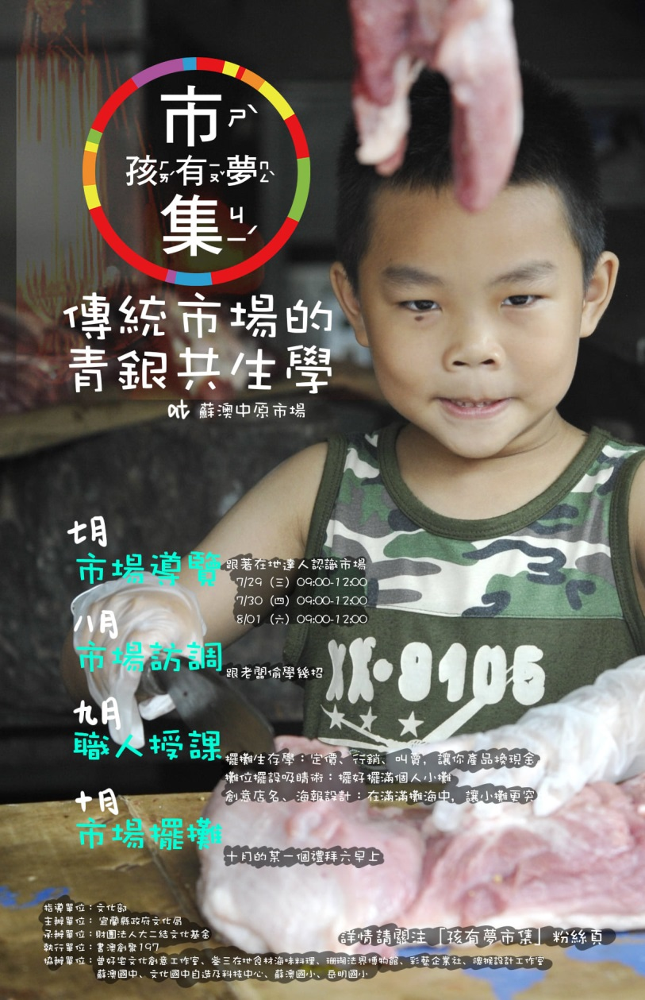 市ㄕˋ
孩ㄏㄞˊ有ㄧㄡˇ夢ㄇㄥˋ
集ㄐㄧˊ
傳統市場的
青銀共生學
at 蘇澳中原市場
七月
市場導覽 跟著在地達人認識市場
7/29（三）09:00-12:00
7/30（四）09:00-12:00
8/01（六）09:00-12:00
八月
市場訪調 跟老闆偷學幾招
九月
職人授課 擺攤生存學：定價、行銷、叫賣，讓你產品換現金
攤位擺設吸睛術：擺好擺滿個人小攤
創意店名、海報設計：在滿滿攤海中，讓小攤更突
十月
市場擺攤
十月的某一個禮拜六早上
指導單位：文化部
主辦單位：宜蘭縣政府文化局
承辦單位：財團法人大二結文化基金
執行單位：書澳創聚197
詳情請關注「孩有夢市集」粉絲頁
協辦單位：曾好宅文化創意工作室、峚三在地食材海味料理、珊瑚法界博物館、彩藝企業社、獴猴設計工作室
蘇澳國中、文化國中自造及科技中心、蘇澳國小、岳明國小
XX·9105